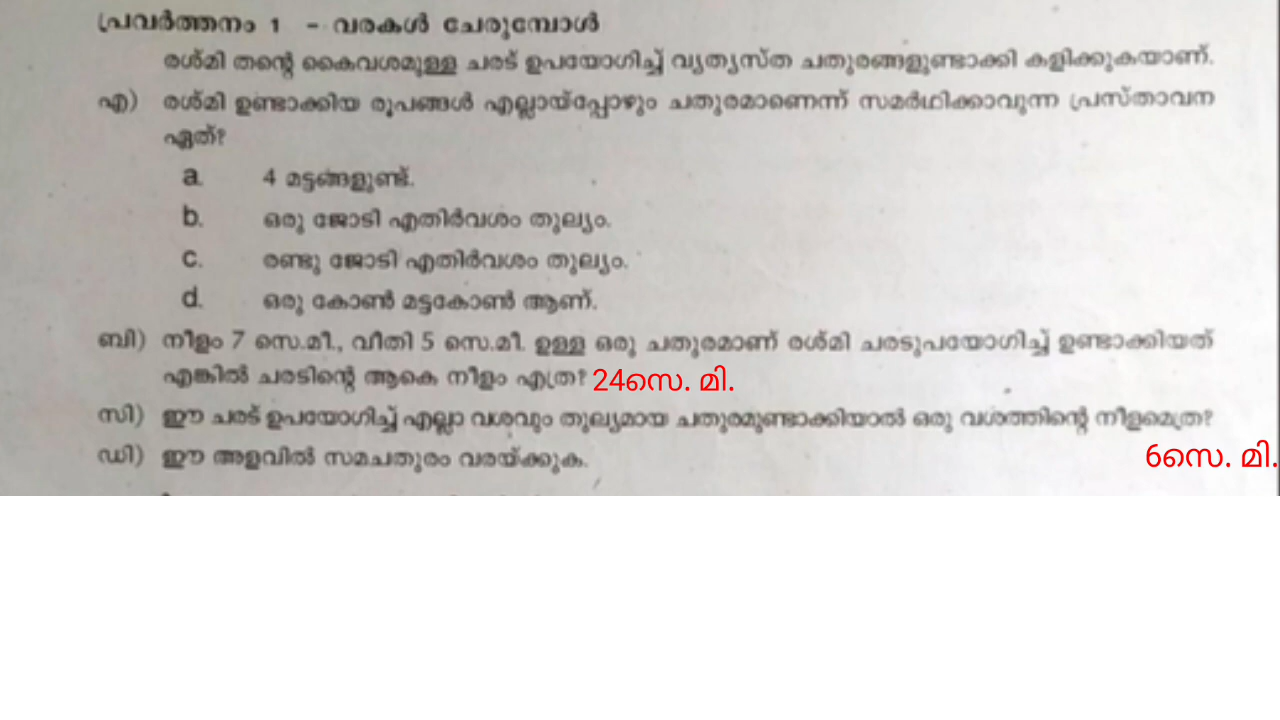 പ്രവർത്തനം 1 - വരകൾ ചേരുമ്പോൾ
രശ്മി തന്റെ കൈവശമുള്ള ചരട് ഉപയോഗിച്ച് വ്യത്യസ്ത ചതുരങ്ങളുണ്ടാക്കി കളിക്കുകയാണ്.
എ) രശ്മി ഉണ്ടാക്കിയ രൂപങ്ങൾ എല്ലായ്പ്പോഴും ചതുരമാണെന്ന് സമർഥിക്കാവുന്ന പ്രസ്താവന
ഏത്?
a. 4 മട്ടങ്ങളുണ്ട്.
b. ഒരു ജോടി എതിർവശം തുല്യം.
c. രണ്ടു ജോടി എതിർവശം തുല്യം.
d. ഒരു കോൺ മട്ടകോൺ ആണ്.
ബി) നീളം 7 സെ.മീ., വീതി 5 സെ.മീ. ഉള്ള ഒരു ചതുരമാണ് രശ്മി ചരടുപയോഗിച്ച് ഉണ്ടാക്കിയത്
എങ്കിൽ ചരടിന്റെ ആകെ നീളം എത്ര? 24സെ. മി.
സി) ഈ ചരട് ഉപയോഗിച്ച് എല്ലാ വശവും തുല്യമായ ചതുരമുണ്ടാക്കിയാൽ ഒരു വശത്തിന്റെ നീളമെത്ര?
6സെ. മി.
ഡി) ഈ അളവിൽ സമചതുരം വരയ്ക്കുക.